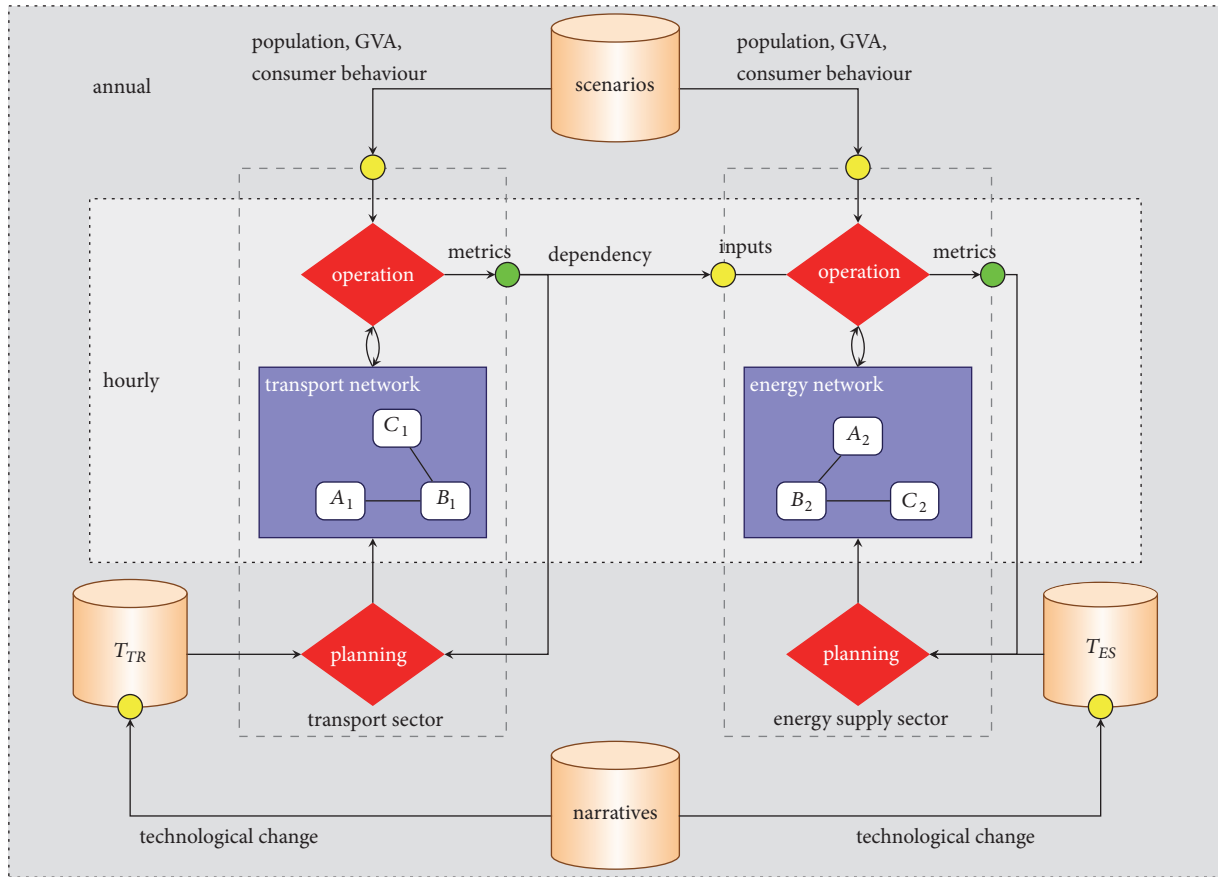 population, GVA,
consumer behaviour
population, GVA,
consumer behaviour
annual
scenarios
metrics
dependency
inputs
metrics
operation
operation
hourly
transport network
energy network
C1
A2
A1
B1
B2
C2
TTR
planning
planning
TES
transport sector
energy supply sector
narratives
technological change
technological change